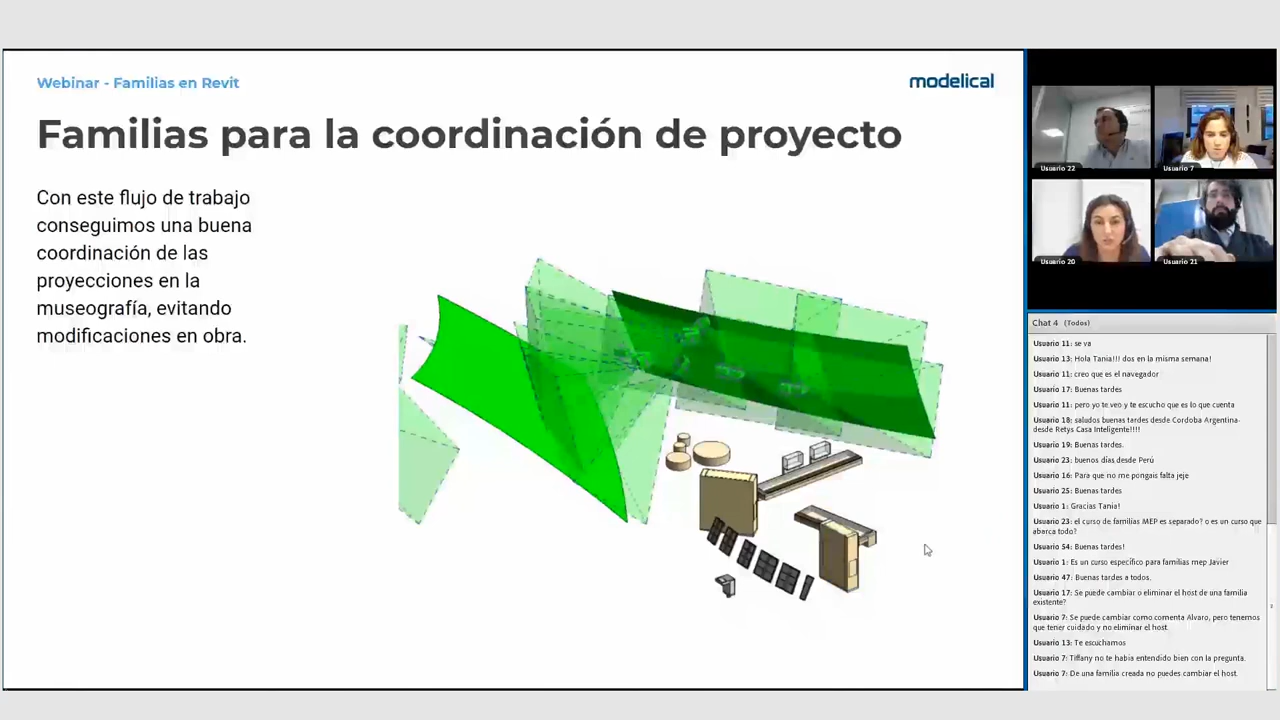 Webinar - Familias en Revit
modelical
Familias para la coordinación de proyecto
Con este flujo de trabajo
conseguimos una buena
coordinación de las
proyecciones en la
museografía, evitando
modificaciones en obra.
Usuario 22
Usuario 7
Usuario 20
Usuario 21
Chat 4 (Todos)
Usuario 11: se va
Usuario 13: Hola Tania!!! dos en la misma semana!
Usuario 11: creo que es el navegador
Usuario 17: Buenas tardes
Usuario 11: pero yo te veo y te escucho que es lo que cuenta
Usuario 18: saludos buenas tardes desde Cordoba Argentina-
desde Retys Casa Inteligente!!!!
Usuario 19: Buenas tardes.
Usuario 23: buenos días desde Perú
Usuario 16: Para que no me pongais falta jeje
Usuario 25: Buenas tardes
Usuario 1: Gracias Tania!
Usuario 23: el curso de familias MEP es separado? o es un curso que
abarca todo?
Usuario 54: Buenas tardes!
Usuario 1: Es un curso específico para familias mep Javier
Usuario 47: Buenas tardes a todos,
Usuario 17: Se puede cambiar o eliminar el host de una familia
existente?
Usuario 7: Se puede cambiar como comenta Alvaro, pero tenemos
que tener cuidado y no eliminar el host.
Usuario 13: Te escuchamos
Usuario 7: Tiffany no te habia entendido bien con la pregunta.
Usuario 7: De una familia creada no puedes cambiar el host.